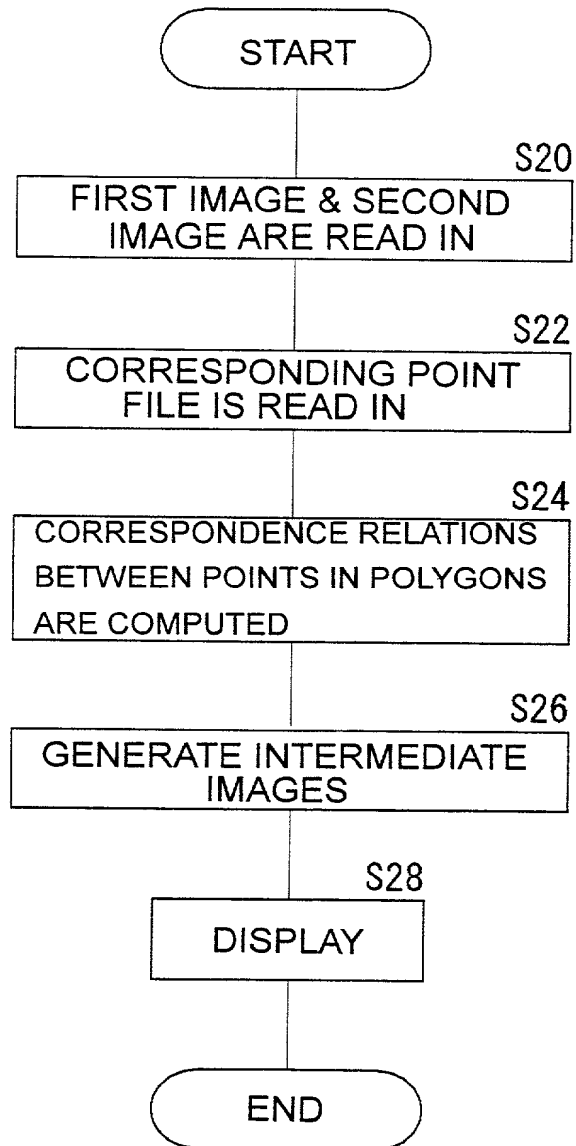 START
S20
FIRST IMAGE & SECOND
IMAGE ARE READ IN
S22
CORRESPONDING POINT
FILE IS READ IN
S24
CORRESPONDENCE RELATIONS
BETWEEN POINTS IN POLYGONS
ARE COMPUTED
S26
GENERATE INTERMEDIATE
IMAGES
S28
DISPLAY
END